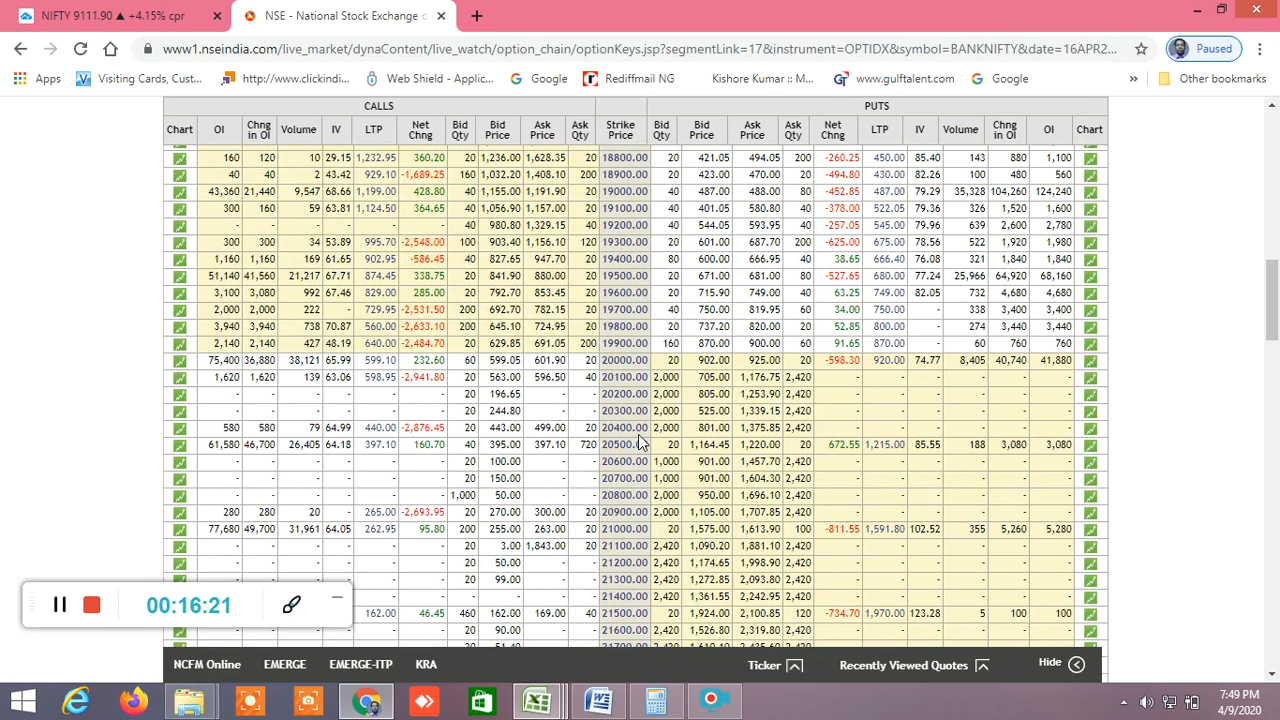 NIFTY 9111.90 ▲ +4.15% cpr
NSE - National Stock Exchange o
www1.nseindia.com/live_market/dynaContent/live_watch/option_chain/optionKeys.jsp?segmentLink=17&instrument=OPTIDX&symbol=BANKNIFTY&date=16APR2...
Paused
Apps Visiting Cards, Cust... http://www.clickindi... Web Shield - Applic... Google Rediffmail NG Kishore Kumar :: M... www.gulftalent.com Google » Other bookmarks
CALLS PUTS
Chart OI Chng in OI Volume IV LTP Net Chng Bid Qty Bid Price Ask Price Ask Qty Strike Price Bid Qty Bid Price Ask Price Ask Qty Net Chng LTP IV Volume Chng in OI OI Chart
160 120 10 29.15 1,232.95 360.20 20 1,236.00 1,628.35 20 18800.00 20 421.05 494.05 200 -260.25 450.00 85.40 143 880 1,100
40 40 2 43.42 929.10 -1,689.25 160 1,032.20 1,408.10 200 18900.00 20 423.00 470.00 20 -494.80 430.00 82.26 100 480 560
43,360 21,440 9,547 68.66 1,199.00 428.80 40 1,155.00 1,191.90 20 19000.00 40 487.00 488.00 80 -452.85 487.00 79.29 35,328 104,260 124,240
300 160 59 63.81 1,124.50 364.65 20 1,056.90 1,157.00 20 19100.00 40 401.05 580.80 40 -378.00 522.05 79.36 326 1,520 1,600
- - - - - - 40 980.80 1,329.15 40 19200.00 40 544.05 593.95 40 -257.05 545.00 79.96 639 2,600 2,780
300 300 34 53.89 995.70 -2,548.00 100 903.40 1,156.10 120 19300.00 20 601.00 687.70 200 -625.00 675.00 78.56 522 1,920 1,980
1,160 1,160 169 61.65 902.95 -586.45 40 827.65 947.70 20 19400.00 80 600.00 666.95 40 38.65 666.40 76.08 321 1,840 1,840
51,140 41,560 21,217 67.71 874.45 338.75 20 841.90 880.00 20 19500.00 20 671.00 681.00 80 -527.65 680.00 77.24 25,966 64,920 68,160
3,100 3,080 992 67.46 829.00 285.00 20 792.70 853.45 20 19600.00 20 715.90 749.00 40 63.25 749.00 82.05 732 4,680 4,680
2,000 2,000 222 - 729.95 -2,531.50 200 692.70 782.15 20 19700.00 40 750.00 819.95 60 34.00 750.00 - 338 3,400 3,400
3,940 3,940 738 70.87 560.00 -2,633.10 200 645.10 724.95 20 19800.00 20 737.20 820.00 20 52.85 800.00 - 274 3,440 3,440
2,140 2,140 427 48.19 640.00 -2,484.70 20 629.85 691.05 200 19900.00 160 870.00 900.00 60 91.65 870.00 - 60 760 760
75,400 36,880 38,121 65.99 599.10 232.60 60 599.05 601.90 20 20000.00 20 902.00 925.00 20 -598.30 920.00 74.77 8,405 40,740 41,880
1,620 1,620 139 63.06 598.95 -2,941.80 20 563.00 596.50 40 20100.00 2,000 705.00 1,176.75 2,420 - - - - - -
- - - - - - 20 196.65 - - 20200.00 2,000 805.00 1,253.90 2,420 - - - - - -
- - - - - - 20 244.80 - - 20300.00 2,000 525.00 1,339.15 2,420 - - - - - -
580 580 79 64.99 440.00 -2,876.45 20 443.00 499.00 20 20400.00 2,000 801.00 1,375.85 2,420 - - - - - -
61,580 46,700 26,405 64.18 397.10 160.70 40 395.00 397.10 720 20500. 20 1,164.45 1,220.00 20 672.55 1,215.00 85.55 188 3,080 3,080
- - - - - - 20 100.00 - - 20600.00 1,000 901.00 1,457.70 2,420 - - - - - -
- - - - - - 20 150.00 - - 20700.00 1,000 901.00 1,604.30 2,420 - - - - - -
- - - - - - 1,000 50.00 - - 20800.00 2,000 950.00 1,696.10 2,420 - - - - - -
280 280 20 - 265.00 -2,693.95 20 270.00 300.00 20 20900.00 20 1,105.00 1,707.85 2,420 - - - - - -
77,680 49,700 31,961 64.05 262.95 95.80 200 255.00 263.00 20 21000.00 20 1,575.00 1,613.90 100 -811.55 1,591.80 102.52 355 5,260 5,280
- - - - - - 20 3.00 1,843.00 20 21100.00 2,420 1,090.20 1,881.10 2,420 - - - - - -
- - - - - - 20 50.00 - - 21200.00 2,420 1,174.65 1,998.90 2,420 - - - - - -
- - - - - - 20 99.00 - - 21300.00 2,420 1,272.85 2,093.80 2,420 - - - - - -
- - - 21400.00 2,420 1,361.55 2,242.95 2,420 - - - - - -
162.00 46.45 460 162.00 169.00 40 21500.00 20 1,924.00 2,100.85 120 -734.70 1,970.00 123.28 5 100 100
- - 20 90.00 - - 21600.00 2,420 1,526.80 2,319.80 2,420 - - - - - -
00:16:21
NCFM Online EMERGE EMERGE-ITP KRA Ticker Recently Viewed Quotes Hide
7:49 PM
4/9/2020